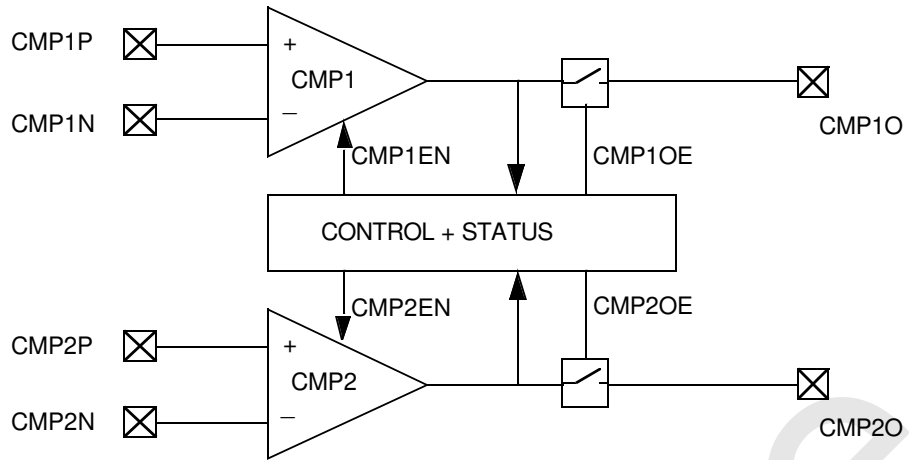 CMP1P
+
CMP1
CMP1N
−
CMP1O
CMP1EN
CMP1OE
CONTROL + STATUS
CMP2EN
CMP2OE
CMP2P
+
CMP2
CMP2N
−
CMP2O